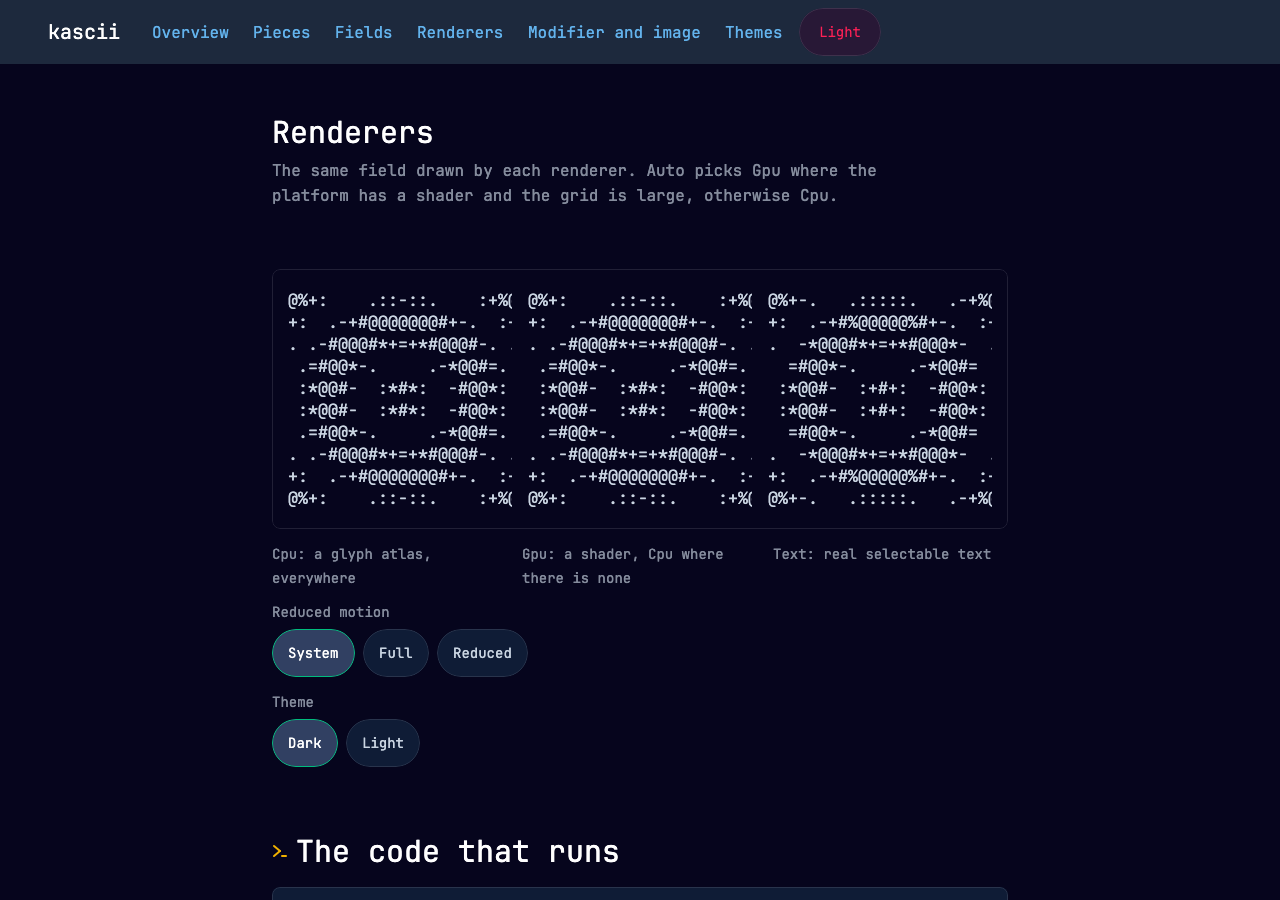 kascii Overview Pieces Fields Renderers Modifier and image Themes Light
Renderers
The same field drawn by each renderer. Auto picks Gpu where the
platform has a shader and the grid is large, otherwise Cpu.
@%+:    .::-::.    :+%( @%+:    .::-::.    :+%( @%+-.   .:::::.   .-+%(
+:  .-+#@@@@@@@#+-.  :- +:  .-+#@@@@@@@#+-.  :- +:  .-+#%@@@@@%#+-.  :-
. .-#@@@#*+=+*#@@@#-. . . .-#@@@#*+=+*#@@@#-. . .  -*@@@#*+=+*#@@@*-  .
 .=#@@*-.     .-*@@#=.   .=#@@*-.     .-*@@#=.    =#@@*-.     .-*@@#=
 :*@@#-  :*#*:  -#@@*:   :*@@#-  :*#*:  -#@@*:   :*@@#-  :+#+:  -#@@*:
 :*@@#-  :*#*:  -#@@*:   :*@@#-  :*#*:  -#@@*:   :*@@#-  :+#+:  -#@@*:
 .=#@@*-.     .-*@@#=.   .=#@@*-.     .-*@@#=.    =#@@*-.     .-*@@#=
. .-#@@@#*+=+*#@@@#-. . . .-#@@@#*+=+*#@@@#-. . .  -*@@@#*+=+*#@@@*-  .
+:  .-+#@@@@@@@#+-.  :- +:  .-+#@@@@@@@#+-.  :- +:  .-+#%@@@@@%#+-.  :-
@%+:    .::-::.    :+%( @%+:    .::-::.    :+%( @%+-.   .:::::.   .-+%(
Cpu: a glyph atlas,
everywhere
Gpu: a shader, Cpu where
there is none
Text: real selectable text
Reduced motion
System Full Reduced
Theme
Dark Light
>_ The code that runs